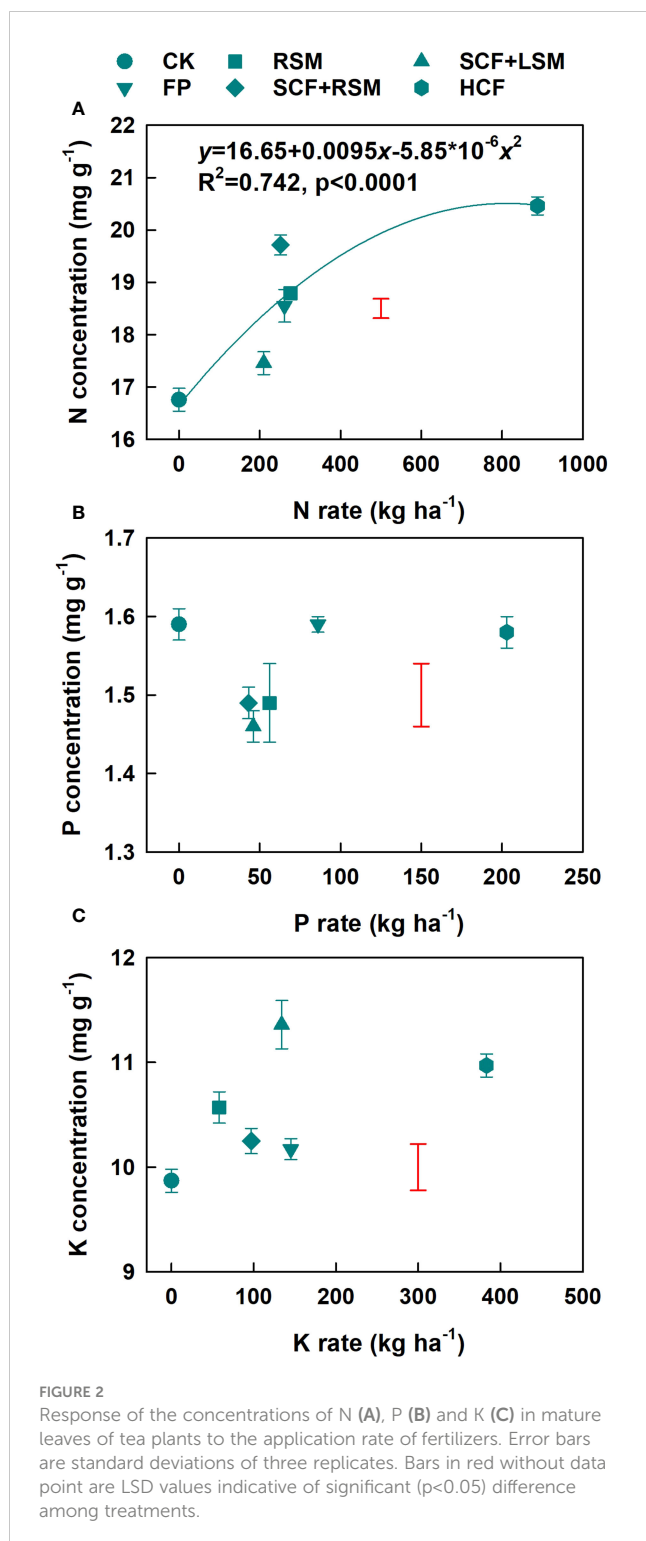 CK RSM SCF+LSM
FP SCF+RSM HCF
A
22
21
20
19
18
17
16
N concentration (mg g⁻¹)
y=16.65+0.0095x-5.85*10⁻⁶x²
R²=0.742, p<0.0001
0 200 400 600 800 1000
N rate (kg ha⁻¹)
B
1.7
1.6
1.5
1.4
1.3
P concentration (mg g⁻¹)
0 50 100 150 200 250
P rate (kg ha⁻¹)
C
12
11
10
9
K concentration (mg g⁻¹)
0 100 200 300 400 500
K rate (kg ha⁻¹)
FIGURE 2
Response of the concentrations of N (A), P (B) and K (C) in mature
leaves of tea plants to the application rate of fertilizers. Error bars
are standard deviations of three replicates. Bars in red without data
point are LSD values indicative of significant (p<0.05) difference
among treatments.